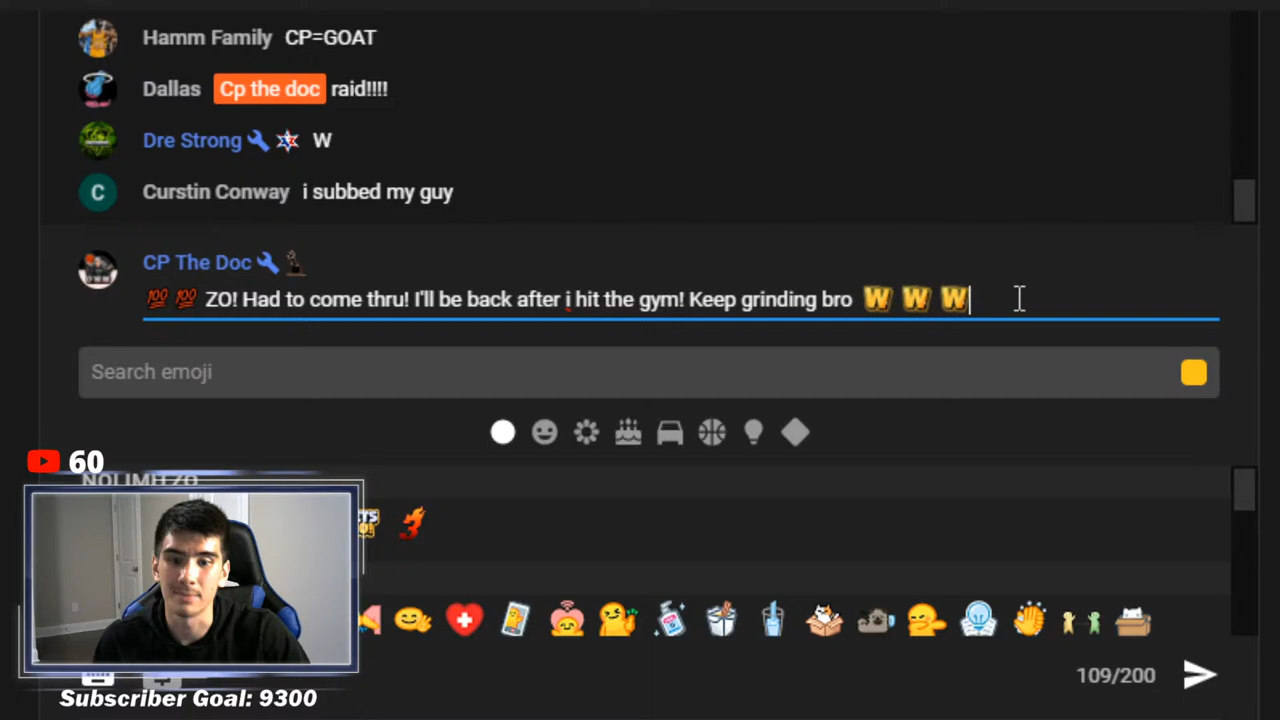 Hamm Family CP=GOAT
Dallas Cp the doc raid!!!!
Dre Strong W
Curstin Conway i subbed my guy
CP The Doc
💯 💯 ZO! Had to come thru! I'll be back after i hit the gym! Keep grinding bro W W W
Search emoji
60
NOLIMITZO
3
109/200
Subscriber Goal: 9300